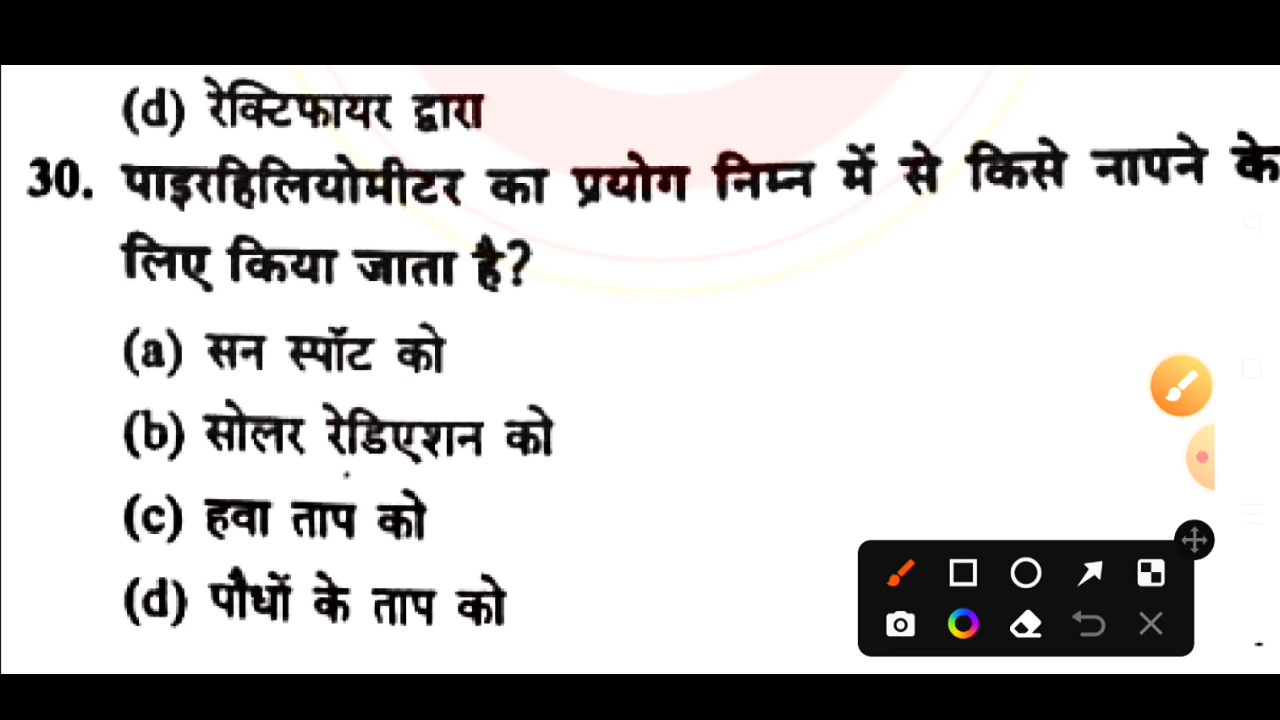 (d) रेक्टिफायर द्वारा
30. पाइरहिलियोमीटर का प्रयोग निम्न में से किसे नापने के
लिए किया जाता है?
(a) सन स्पॉट को
(b) सोलर रेडिएशन को
(c) हवा ताप को
(d) पौधों के ताप को